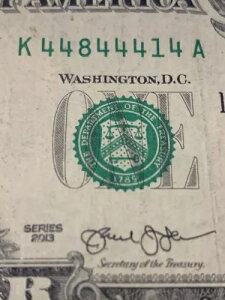 F AMERICA
K 44844414 A
WASHINGTON, D.C.
ONE
THE DEPARTMENT OF THE TREASURY
1789
SERIES
2013
Secretary of the Treasury.